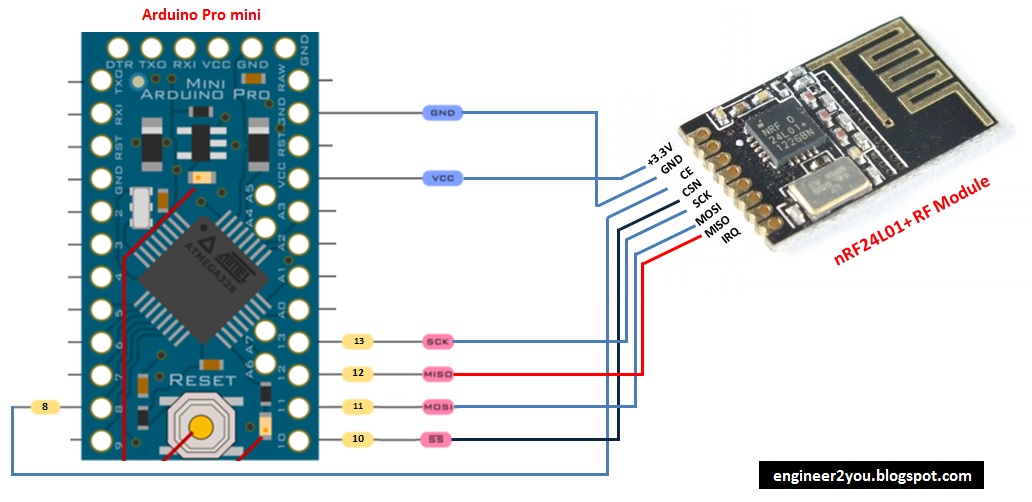 Arduino Pro mini
DTR TXO RXI VCC GND
GND
TXO
RXI
RST
GND
2
3
4
5
6
7
8
9
RAW
GND
RST
VCC
A3
A2
A1
A0
13
12
11
10
A4 A5
A6 A7
Mini
Arduino Pro
ATMEL
ATMEGA328
RESET
8
GND
VCC
13 SCK
12 MISO
11 MOSI
10 SS
+3.3V
GND
CE
CSN
SCK
MOSI
MISO
IRQ
NRF
24L01+
1226BN
nRF24L01+ RF Module
engineer2you.blogspot.com